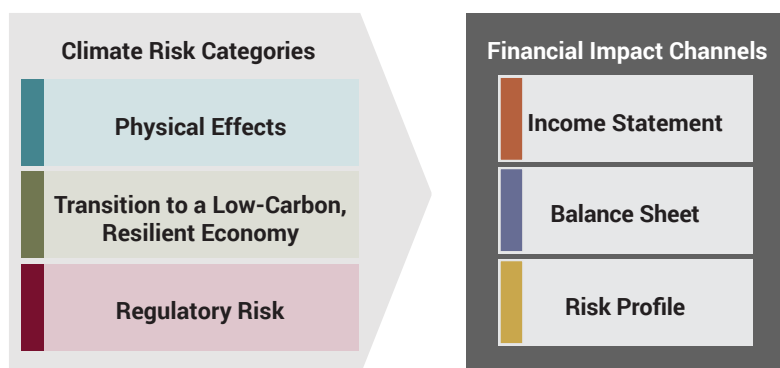 Climate Risk Categories
Physical Effects
Transition to a Low-Carbon,
Resilient Economy
Regulatory Risk
Financial Impact Channels
Income Statement
Balance Sheet
Risk Profile